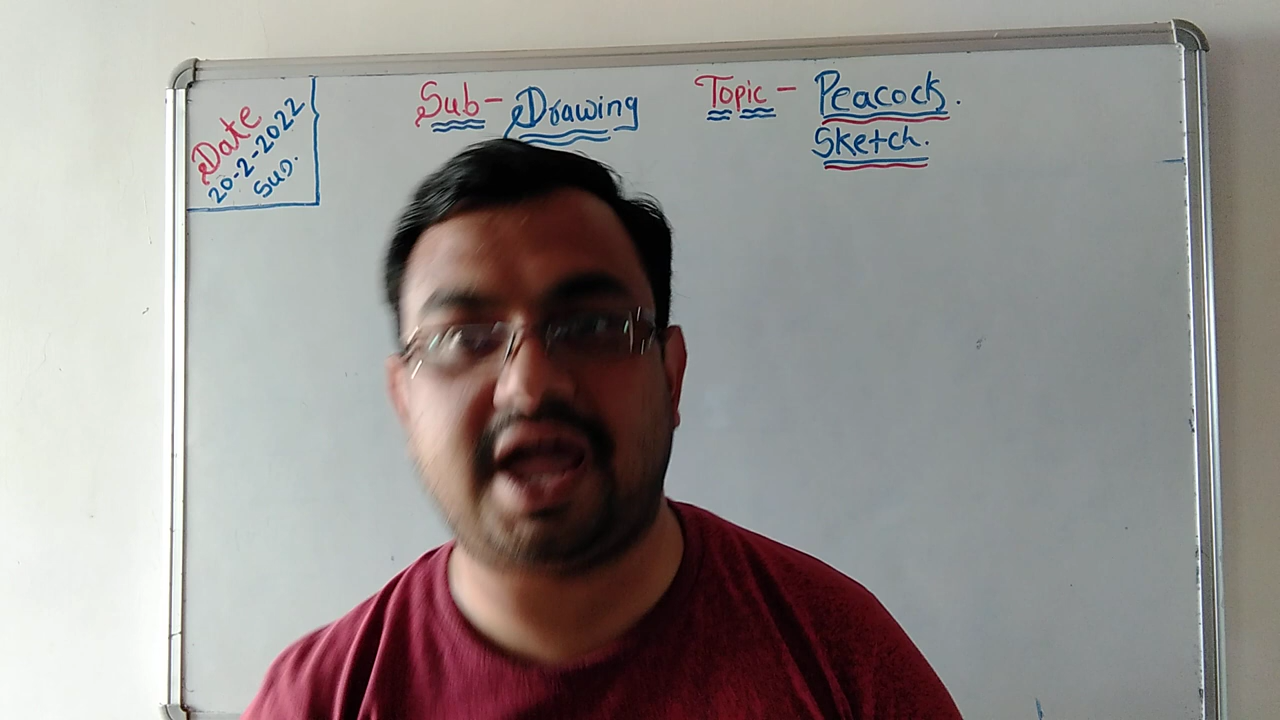 Date
20-2-2022
Sun.
Sub- Drawing
Topic- Peacock.
Sketch.